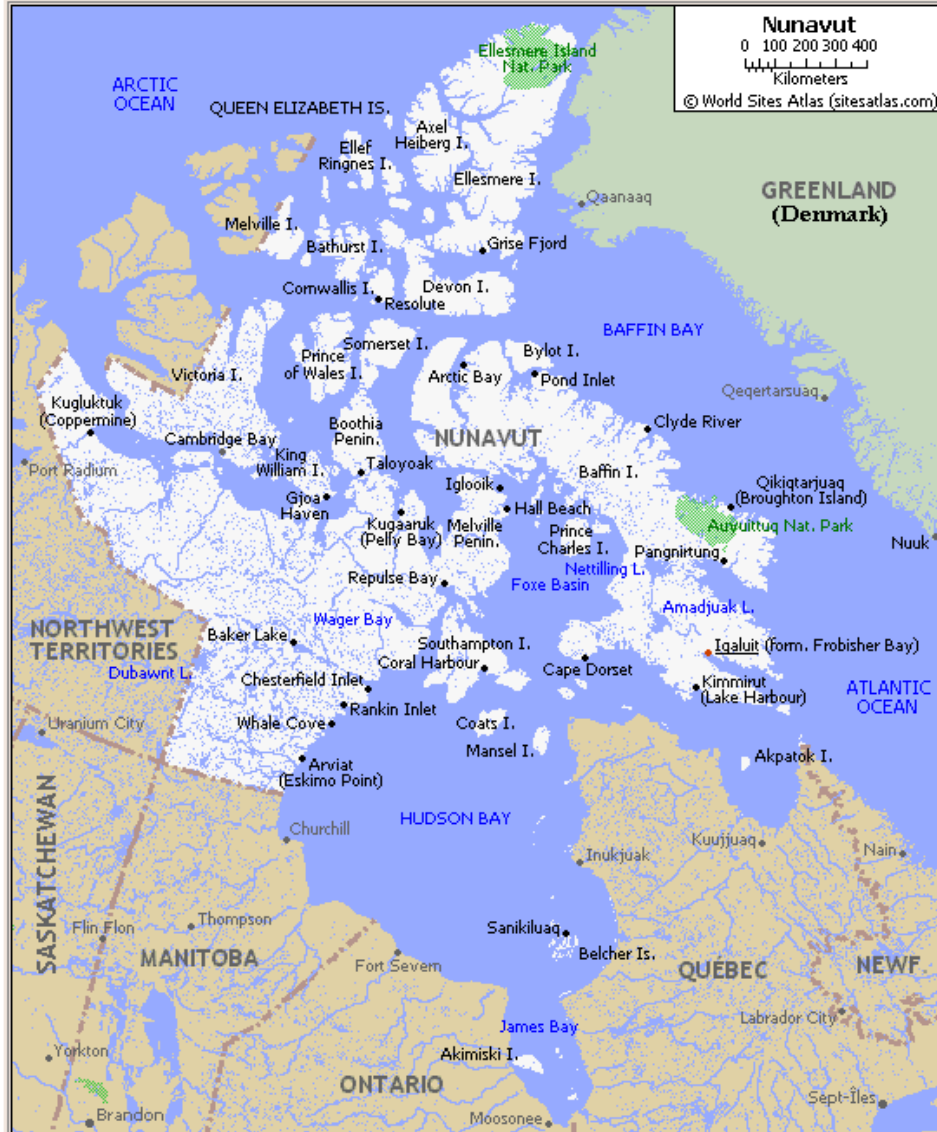 Nunavut
0 100 200 300 400
Kilometers
© World Sites Atlas (sitesatlas.com)
Ellesmere Island
Nat. Park
ARCTIC
OCEAN
QUEEN ELIZABETH IS.
Axel
Heiberg I.
Ellef
Ringnes I.
Ellesmere I.
Qaanaaq
GREENLAND
(Denmark)
Melville I.
Bathurst I.
Grise Fjord
Cornwallis I.
Devon I.
Resolute
BAFFIN BAY
Somerset I.
Prince
of Wales I.
Bylot I.
Victoria I.
Arctic Bay
Pond Inlet
Qeqertarsuaq
Kugluktuk
(Coppermine)
Boothia
Penin.
Clyde River
NUNAVUT
Cambridge Bay
King
William I.
Taloyoak
Port Radium
Baffin I.
Iglooik
Qikiqtarjuaq
(Broughton Island)
Gjoa
Haven
Hall Beach
Kugaaruk
(Pelly Bay)
Melville
Penin.
Prince
Charles I.
Auyuittuq Nat. Park
Nuuk
Pangnirtung
Nettilling L.
Repulse Bay
Foxe Basin
Amadjuak L.
Wager Bay
NORTHWEST
TERRITORIES
Baker Lake
Southampton I.
Iqaluit (form. Frobisher Bay)
Dubawnt L.
Coral Harbour
Cape Dorset
Chesterfield Inlet
Kimmirut
(Lake Harbour)
ATLANTIC
OCEAN
Rankin Inlet
Uranium City
Whale Cove
Coats I.
Mansel I.
Akpatok I.
Arviat
(Eskimo Point)
HUDSON BAY
Churchill
Kuujjuaq
Inukjuak
Nain
SASKATCHEWAN
Thompson
Flin Flon
Sanikiluaq
MANITOBA
Fort Severn
Belcher Is.
QUÉBEC
NEWF.
James Bay
Labrador City
Yorkton
Akimiski I.
ONTARIO
Sept-Îles
Brandon
Moosonee